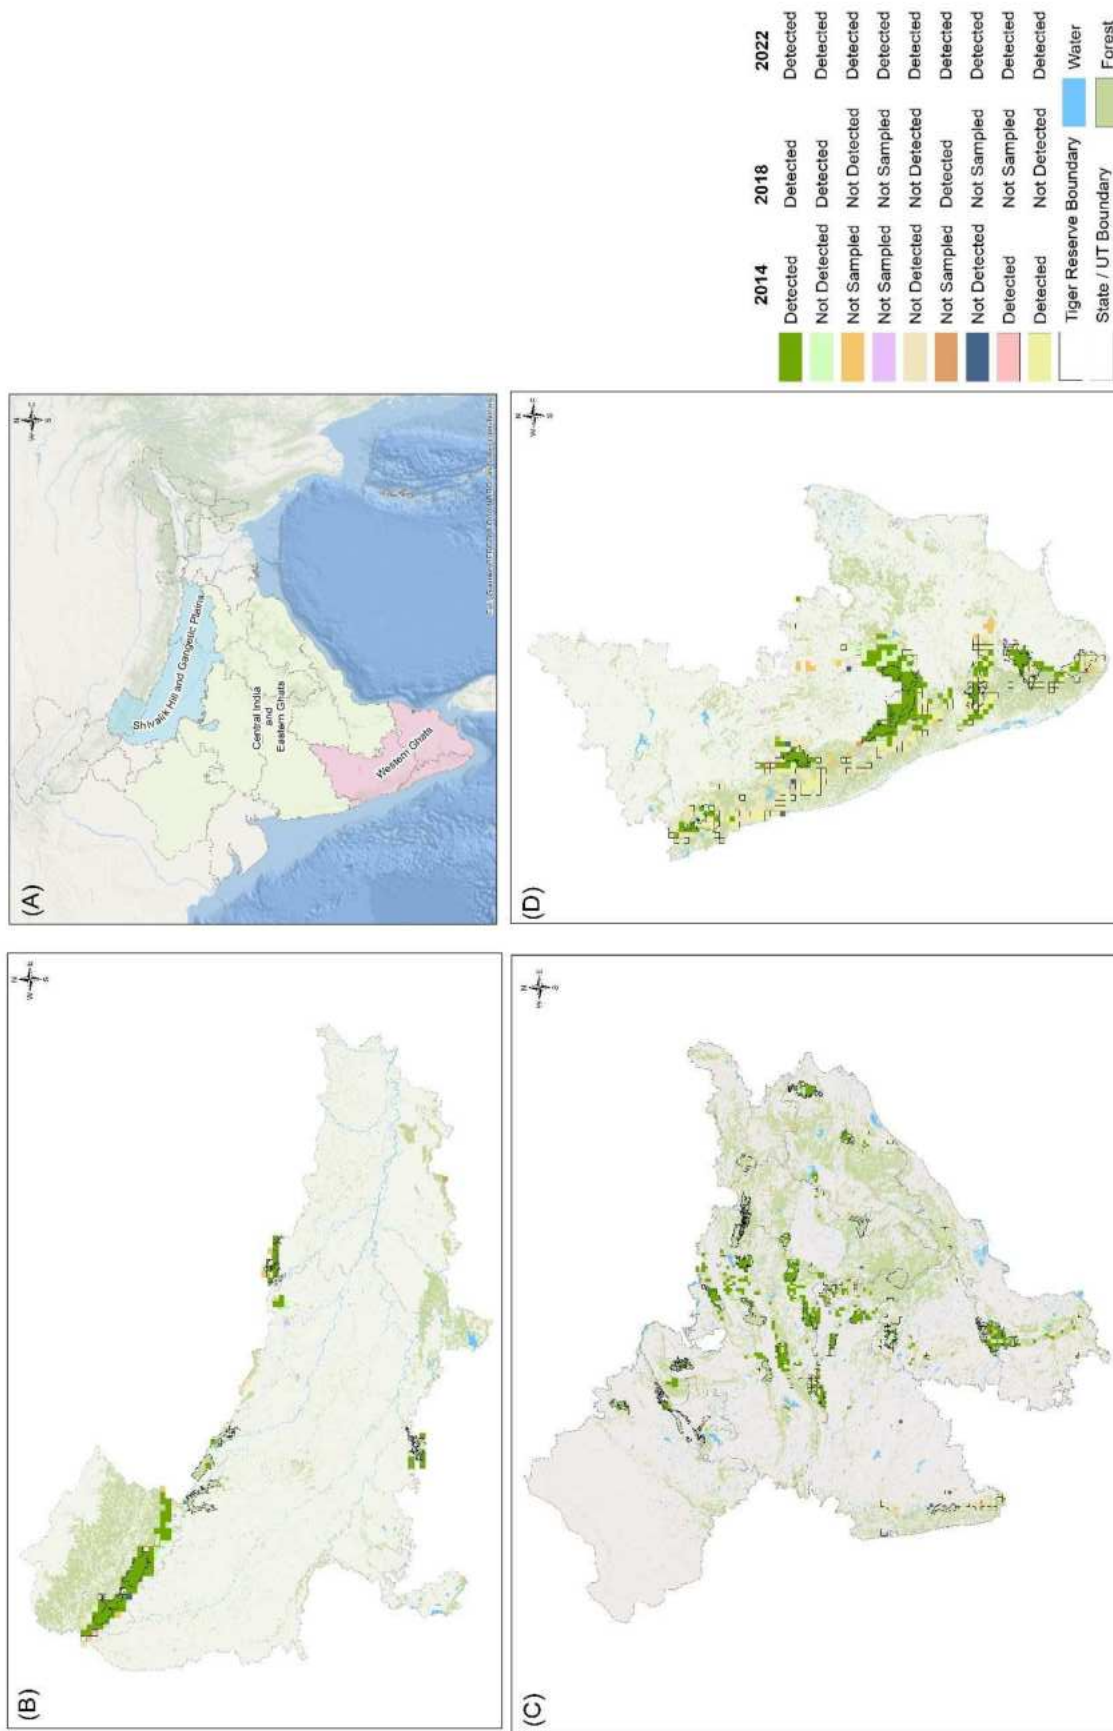 (A)
Shivalik Hill and Gangetic Plains
Central India
and
Eastern Ghats
Western Ghats
(B)
(C)
(D)
2014 2018 2022
Detected Detected Detected
Not Detected Detected Detected
Not Sampled Not Detected Detected
Not Sampled Not Sampled Detected
Not Detected Not Detected Detected
Not Sampled Detected Detected
Not Detected Not Sampled Detected
Detected Not Sampled Detected
Detected Not Detected Detected
Tiger Reserve Boundary Water
State / UT Boundary Forest